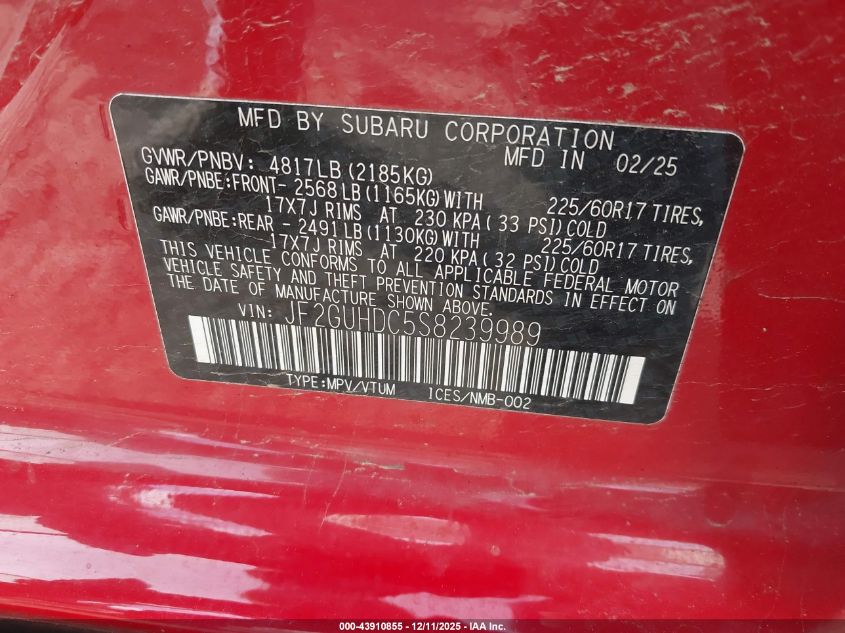 MFD BY SUBARU CORPORATION
MFD IN 02/25
GVWR/PNBV: 4817LB(2185KG)
GAWR/PNBE:FRONT- 2568LB(1165KG)WITH 225/60R17 TIRES,
17X7J RIMS AT 230 KPA(33 PSI)COLD
GAWR/PNBE:REAR - 2491LB(1130KG)WITH 225/60R17 TIRES,
17X7J RIMS AT 220 KPA(32 PSI)COLD
THIS VEHICLE CONFORMS TO ALL APPLICABLE FEDERAL MOTOR
VEHICLE SAFETY AND THEFT PREVENTION STANDARDS IN EFFECT ON
THE DATE OF MANUFACTURE SHOWN ABOVE.
VIN: JF2GUHDC5S8239989
TYPE:MPV/VTUM ICES/NMB-002
000-43910855 - 12/11/2025 - IAA Inc.